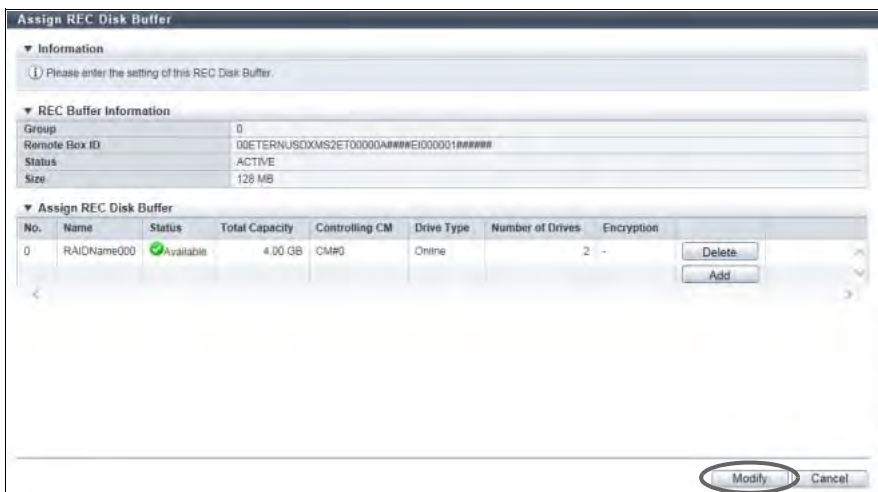 Assign REC Disk Buffer
Information
Please enter the setting of this REC Disk Buffer.
REC Buffer Information
Group 0
Remote Box ID 00ETERNUSDXMS2ET00000A####EI000001######
Status ACTIVE
Size 128 MB
Assign REC Disk Buffer
No. Name Status Total Capacity Controlling CM Drive Type Number of Drives Encryption
0 RAIDName000 Available 4.00 GB CM#0 Online 2 - Delete
Add
Modify Cancel